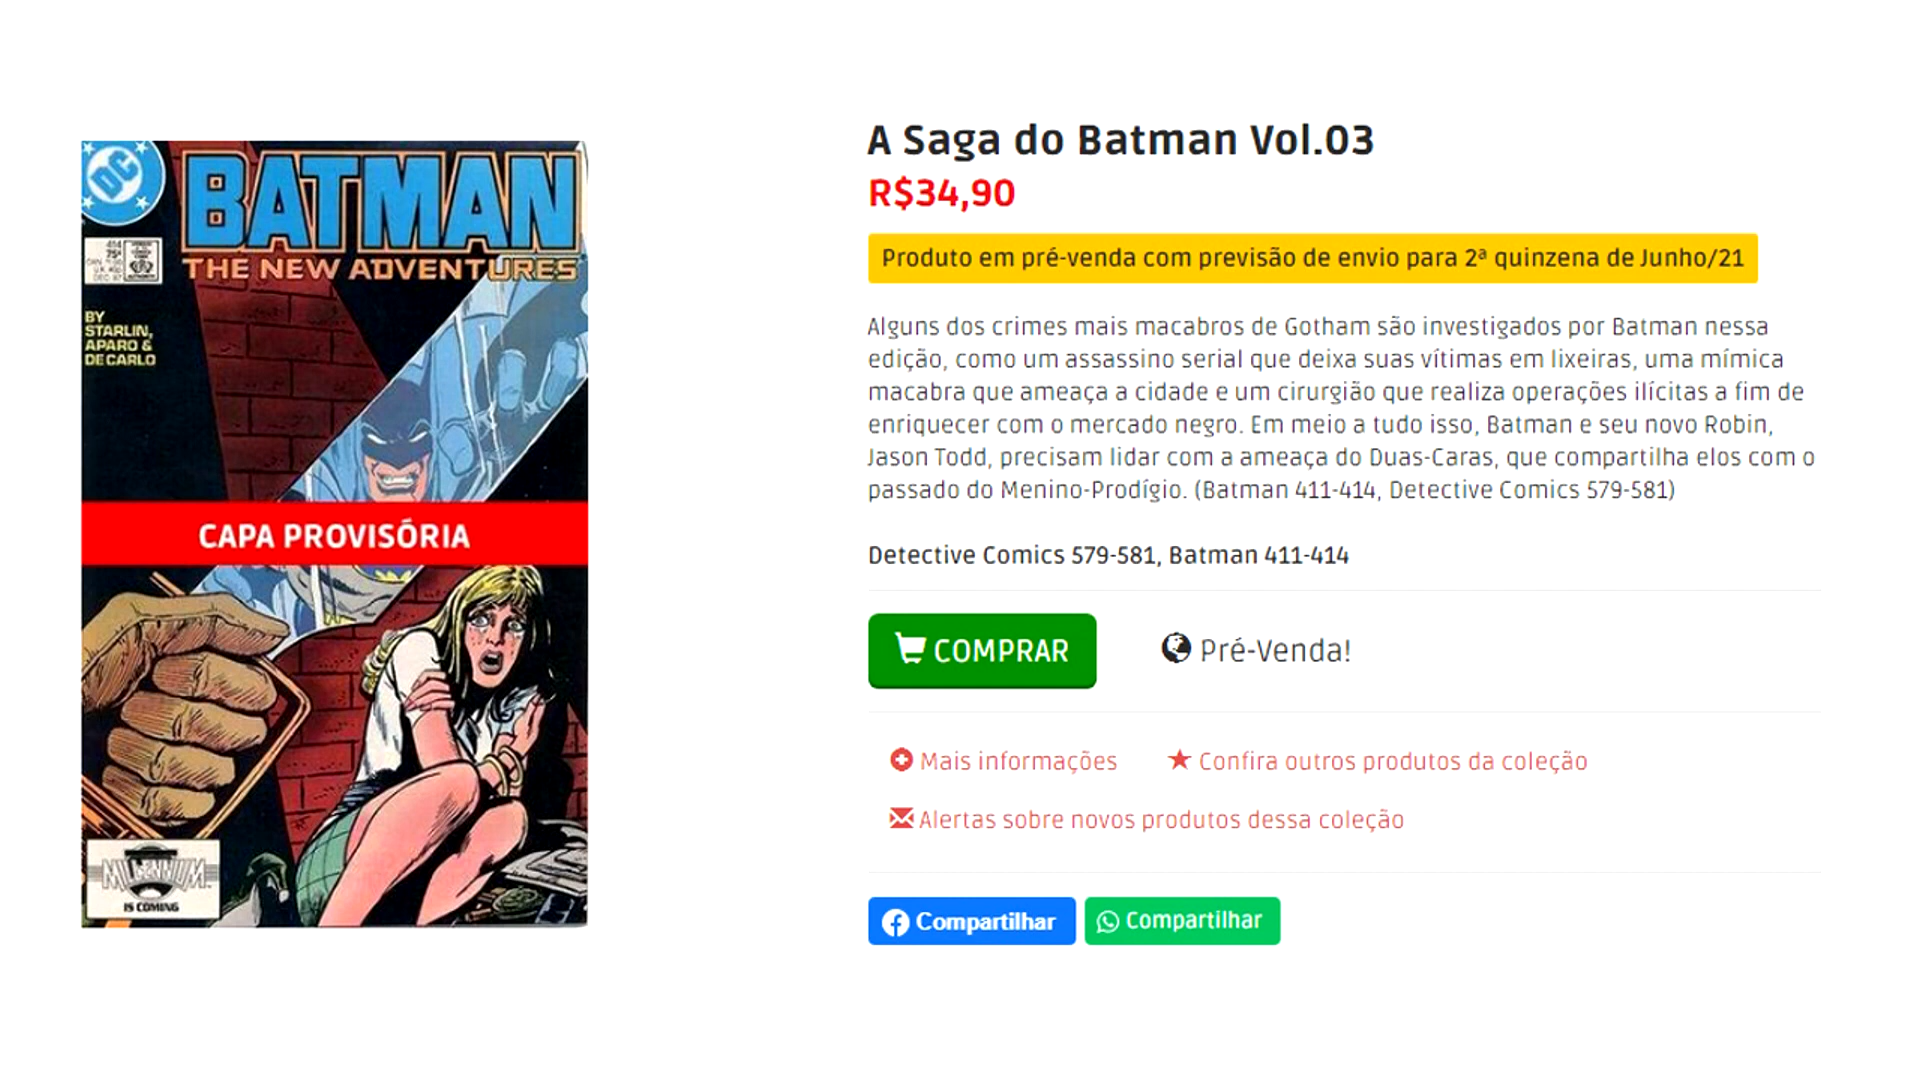 DC
BATMAN
THE NEW ADVENTURES
414
75¢
BY
STARLIN,
APARO &
DE CARLO
CAPA PROVISÓRIA
MILLENNIUM
IS COMING
A Saga do Batman Vol.03
R$34,90
Produto em pré-venda com previsão de envio para 2ª quinzena de Junho/21
Alguns dos crimes mais macabros de Gotham são investigados por Batman nessa
edição, como um assassino serial que deixa suas vítimas em lixeiras, uma mímica
macabra que ameaça a cidade e um cirurgião que realiza operações ilícitas a fim de
enriquecer com o mercado negro. Em meio a tudo isso, Batman e seu novo Robin,
Jason Todd, precisam lidar com a ameaça do Duas-Caras, que compartilha elos com o
passado do Menino-Prodígio. (Batman 411-414, Detective Comics 579-581)
Detective Comics 579-581, Batman 411-414
COMPRAR
Pré-Venda!
Mais informações
Confira outros produtos da coleção
Alertas sobre novos produtos dessa coleção
Compartilhar
Compartilhar